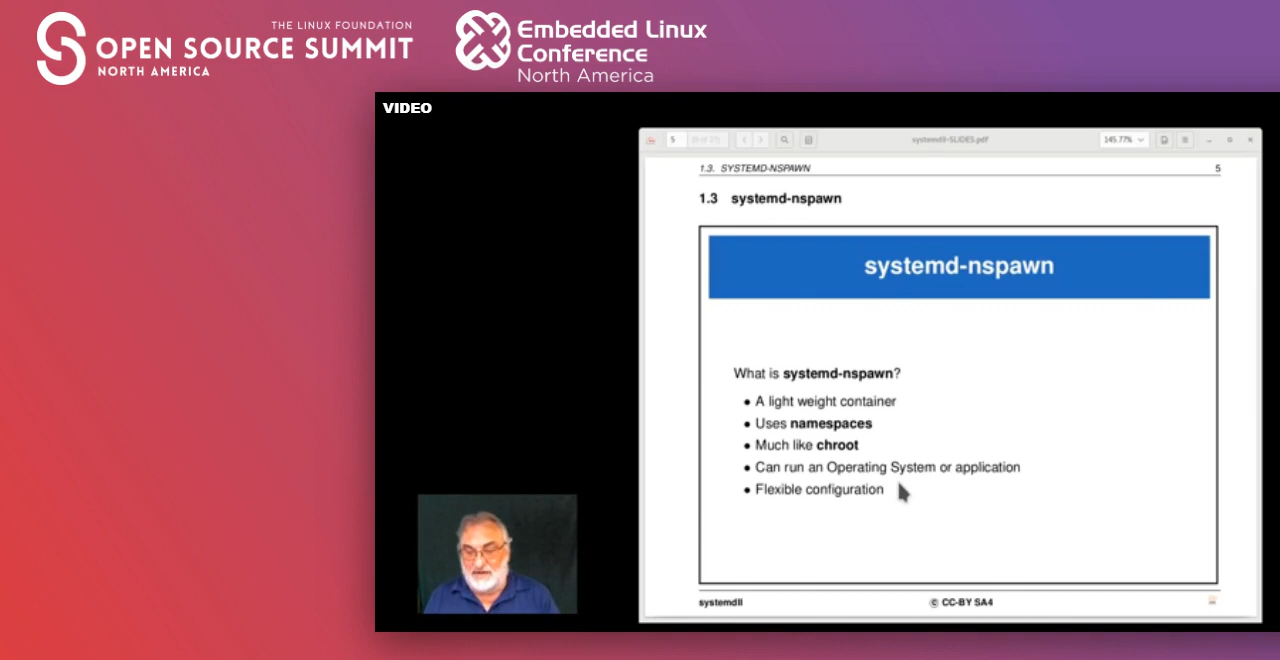 THE LINUX FOUNDATION
OPEN SOURCE SUMMIT
NORTH AMERICA
Embedded Linux
Conference
North America
VIDEO
5
systemdII-SLIDES.pdf
145.77%
1.3. SYSTEMD-NSPAWN 5
1.3 systemd-nspawn
systemd-nspawn
What is systemd-nspawn?
• A light weight container
• Uses namespaces
• Much like chroot
• Can run an Operating System or application
• Flexible configuration
systemdII © CC-BY SA4